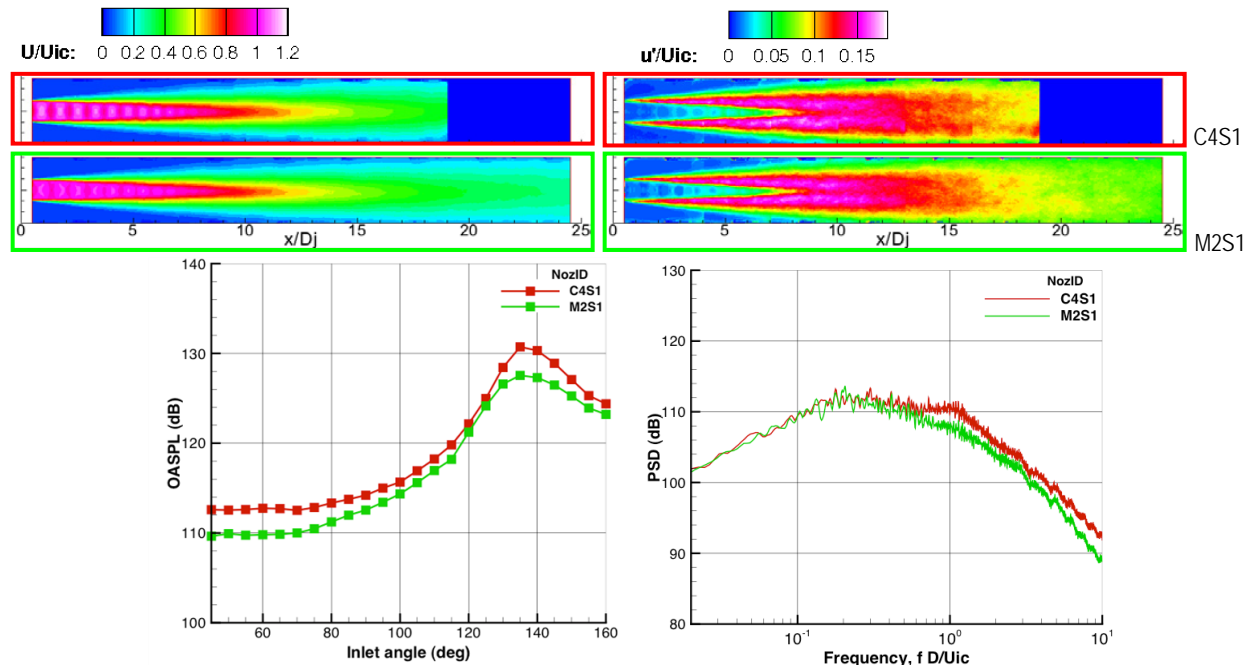 U/Uic: 0 0.2 0.4 0.6 0.8 1 1.2
u'/Uic: 0 0.05 0.1 0.15
C4S1
0 5 10 15 20 25
x/Dj
0 5 10 15 20 25
x/Dj
M2S1
140
130
120
110
100
OASPL (dB)
NozID
C4S1
M2S1
60 80 100 120 140 160
Inlet angle (deg)
130
120
110
100
90
80
PSD (dB)
NozID
C4S1
M2S1
10⁻¹ 10⁰ 10¹
Frequency, f D/Uic